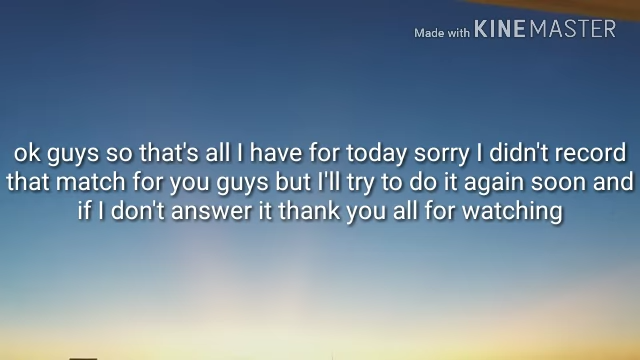 Made with KINEMASTER
ok guys so that's all I have for today sorry I didn't record
that match for you guys but I'll try to do it again soon and
if I don't answer it thank you all for watching